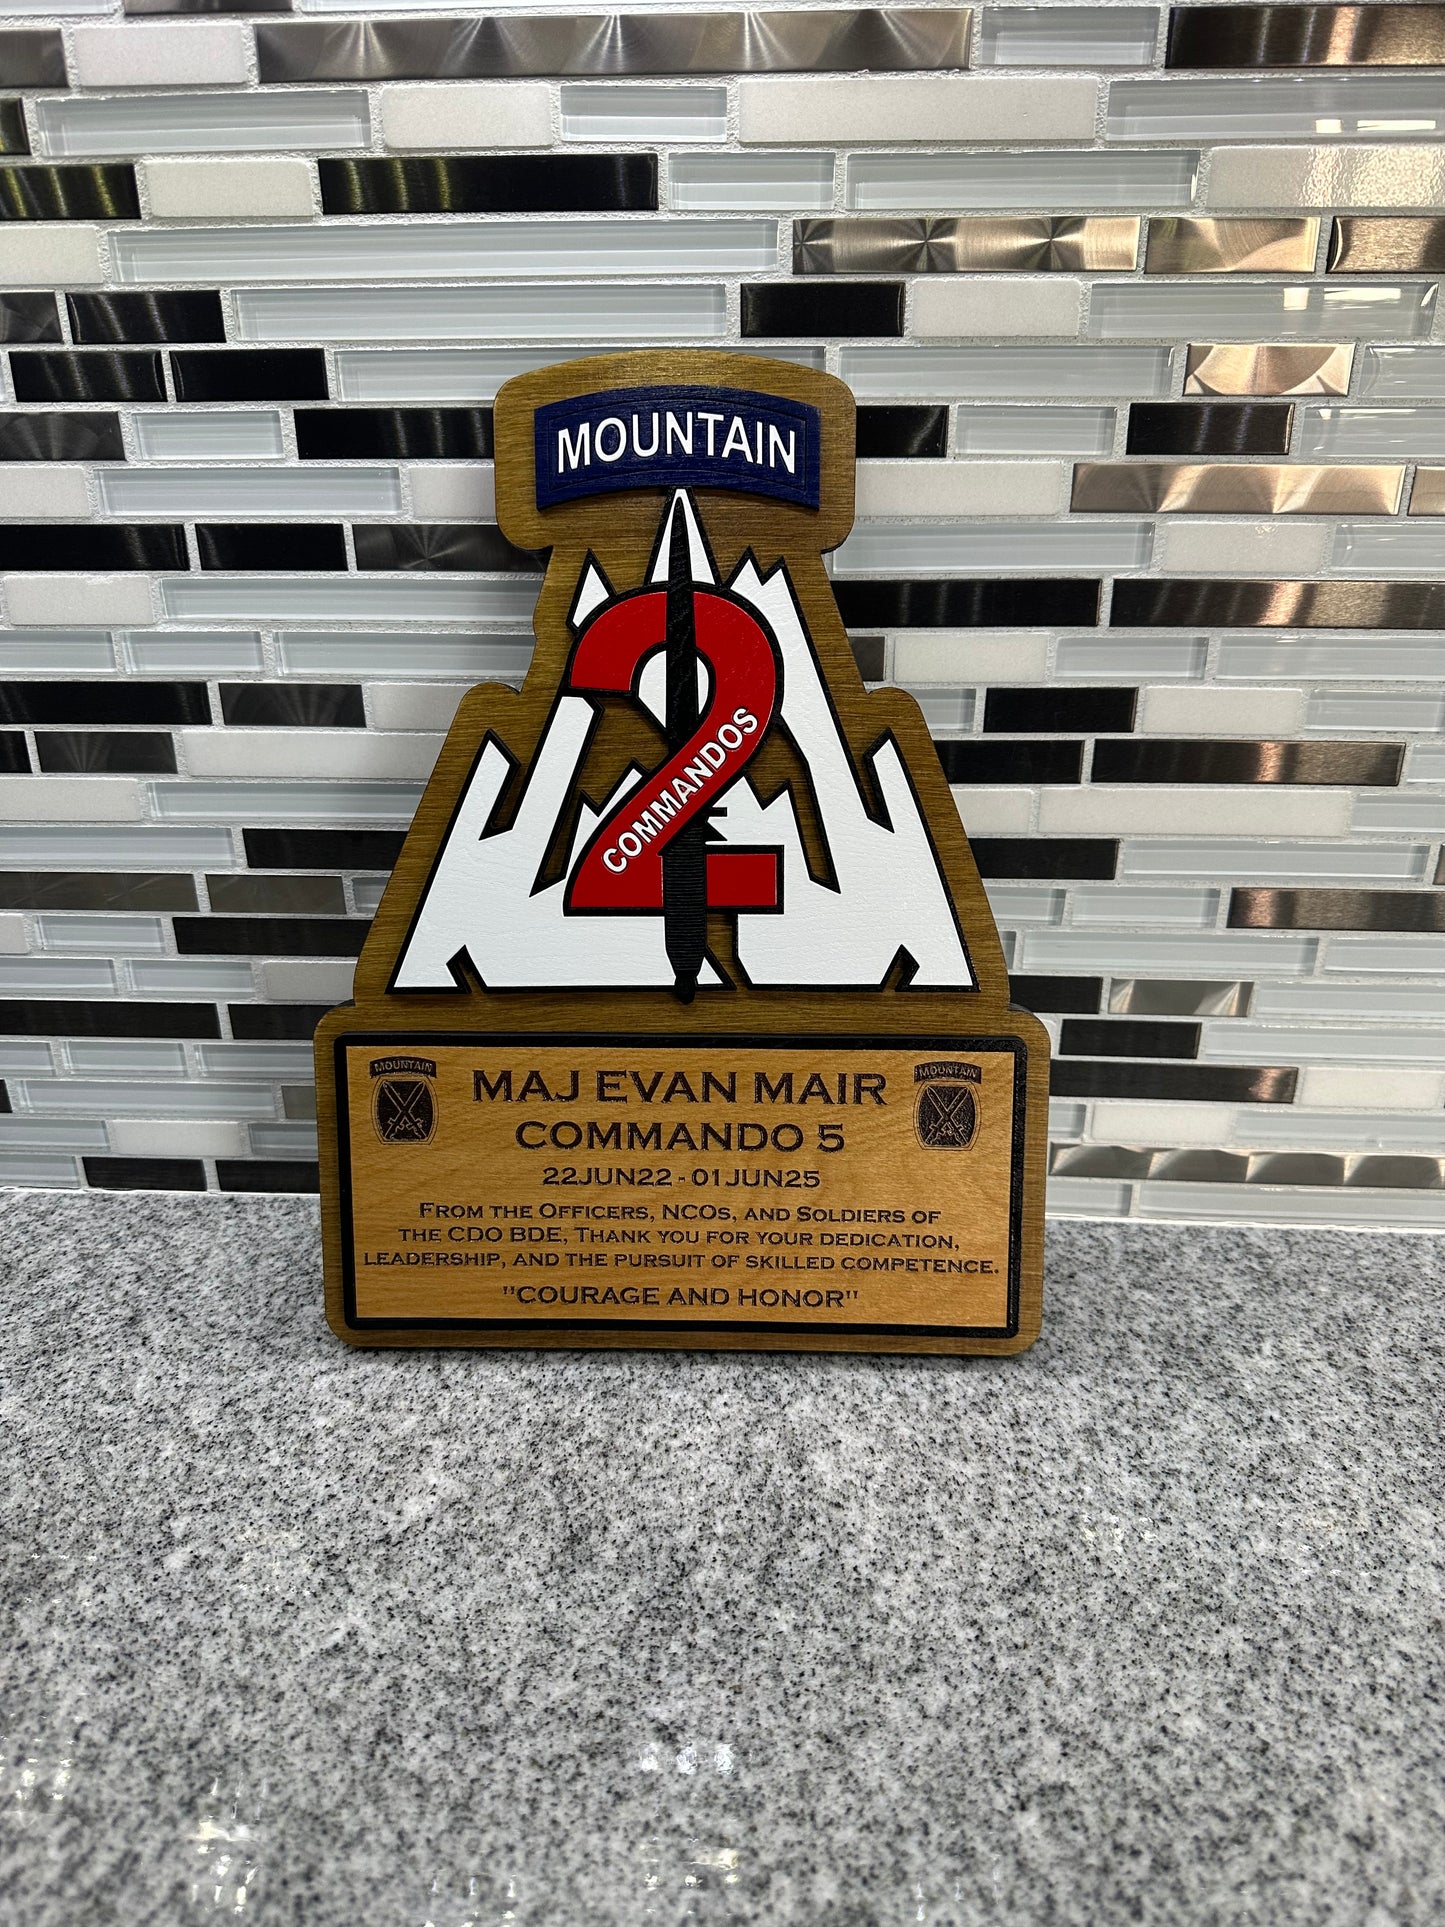 MOUNTAIN
2
COMMANDOS
MOUNTAIN
MOUNTAIN
MAJ EVAN MAIR
COMMANDO 5
22JUN22 - 01JUN25
From the Officers, NCOs, and Soldiers of
the CDO BDE, Thank you for your dedication,
leadership, and the pursuit of skilled competence.
"COURAGE AND HONOR"